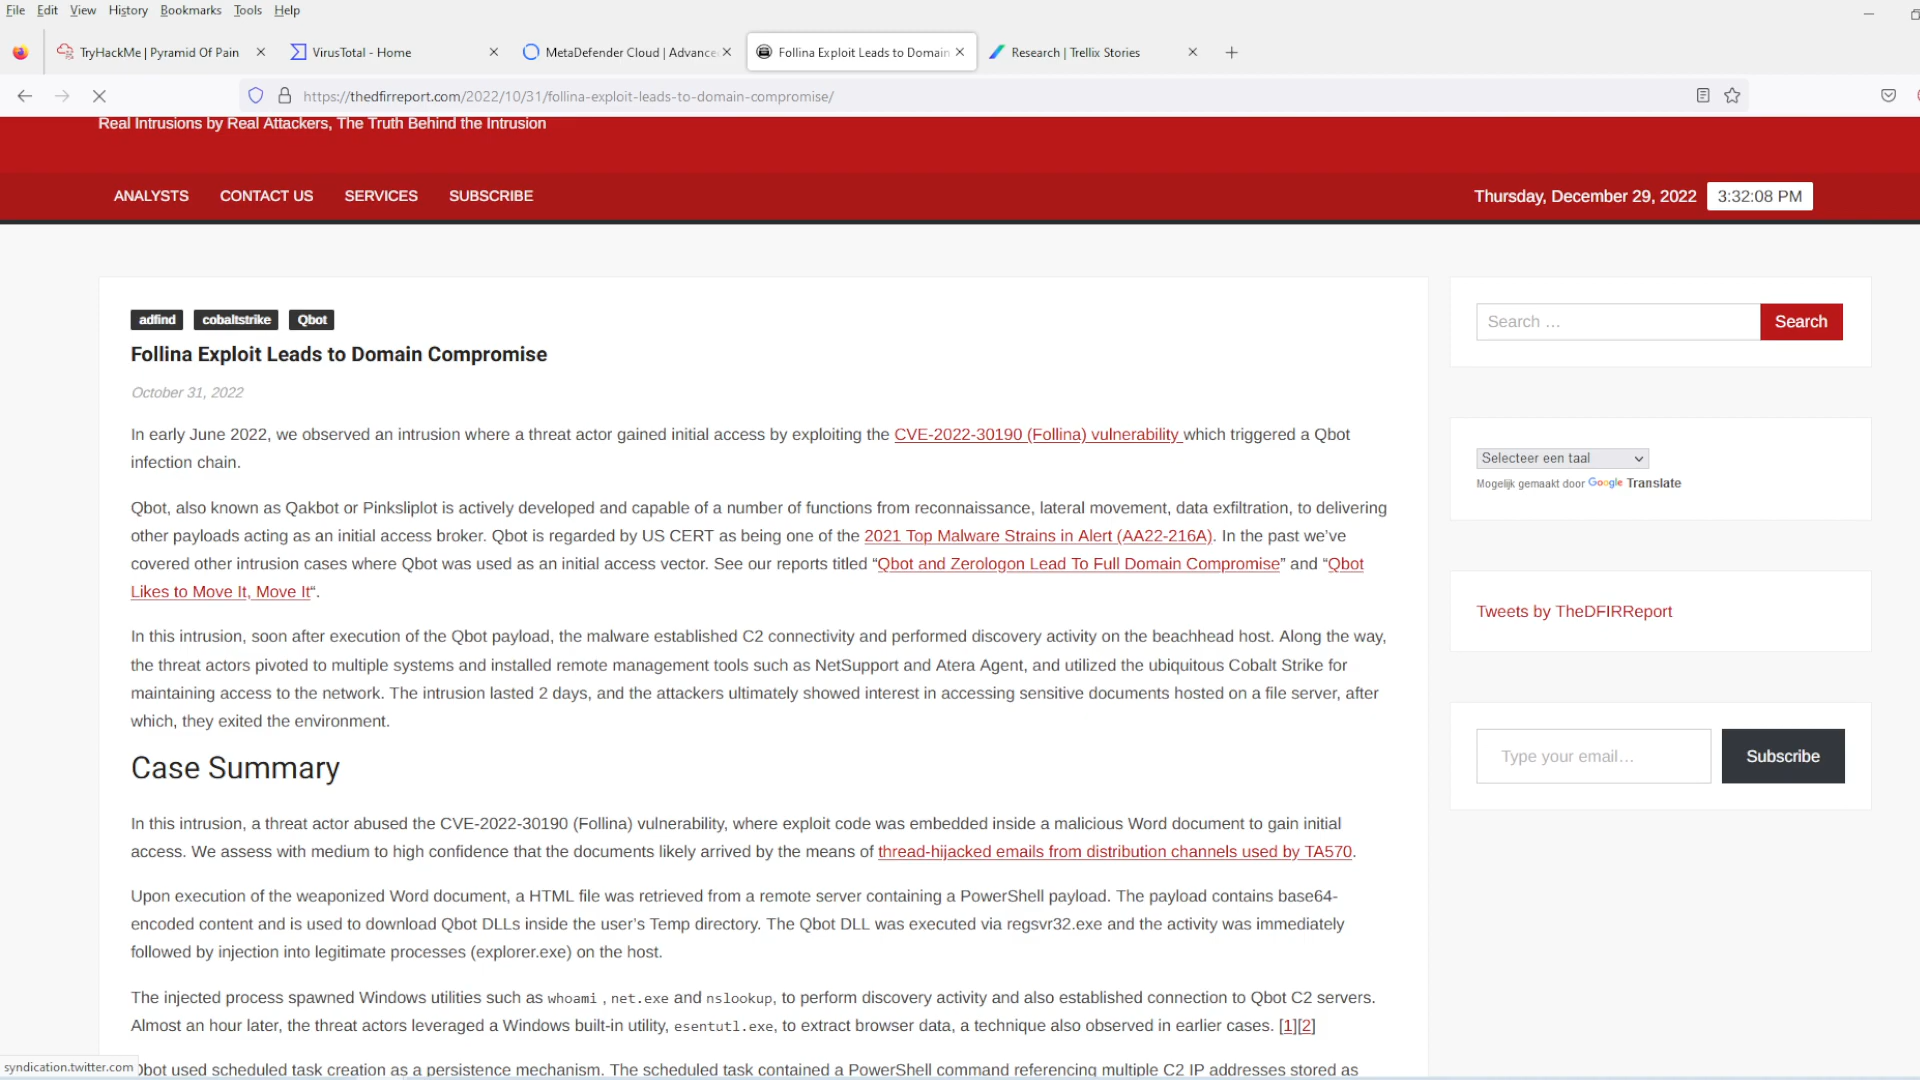 File Edit View History Bookmarks Tools Help
TryHackMe | Pyramid Of Pain
VirusTotal - Home
MetaDefender Cloud | Advance
Follina Exploit Leads to Domain
Research | Trellix Stories
https://thedfirreport.com/2022/10/31/follina-exploit-leads-to-domain-compromise/
Real Intrusions by Real Attackers, The Truth Behind the Intrusion
ANALYSTS CONTACT US SERVICES SUBSCRIBE
Thursday, December 29, 2022 3:32:08 PM
adfind cobaltstrike Qbot
Follina Exploit Leads to Domain Compromise
October 31, 2022
In early June 2022, we observed an intrusion where a threat actor gained initial access by exploiting the CVE-2022-30190 (Follina) vulnerability which triggered a Qbot
infection chain.
Qbot, also known as Qakbot or Pinksliplot is actively developed and capable of a number of functions from reconnaissance, lateral movement, data exfiltration, to delivering
other payloads acting as an initial access broker. Qbot is regarded by US CERT as being one of the 2021 Top Malware Strains in Alert (AA22-216A). In the past we’ve
covered other intrusion cases where Qbot was used as an initial access vector. See our reports titled “Qbot and Zerologon Lead To Full Domain Compromise” and “Qbot
Likes to Move It, Move It“.
In this intrusion, soon after execution of the Qbot payload, the malware established C2 connectivity and performed discovery activity on the beachhead host. Along the way,
the threat actors pivoted to multiple systems and installed remote management tools such as NetSupport and Atera Agent, and utilized the ubiquitous Cobalt Strike for
maintaining access to the network. The intrusion lasted 2 days, and the attackers ultimately showed interest in accessing sensitive documents hosted on a file server, after
which, they exited the environment.
Case Summary
In this intrusion, a threat actor abused the CVE-2022-30190 (Follina) vulnerability, where exploit code was embedded inside a malicious Word document to gain initial
access. We assess with medium to high confidence that the documents likely arrived by the means of thread-hijacked emails from distribution channels used by TA570.
Upon execution of the weaponized Word document, a HTML file was retrieved from a remote server containing a PowerShell payload. The payload contains base64-
encoded content and is used to download Qbot DLLs inside the user’s Temp directory. The Qbot DLL was executed via regsvr32.exe and the activity was immediately
followed by injection into legitimate processes (explorer.exe) on the host.
The injected process spawned Windows utilities such as whoami , net.exe and nslookup, to perform discovery activity and also established connection to Qbot C2 servers.
Almost an hour later, the threat actors leveraged a Windows built-in utility, esentutl.exe, to extract browser data, a technique also observed in earlier cases. [1][2]
Qbot used scheduled task creation as a persistence mechanism. The scheduled task contained a PowerShell command referencing multiple C2 IP addresses stored as
Search …
Search
Selecteer een taal
Mogelijk gemaakt door Google Translate
Tweets by TheDFIRReport
Type your email…
Subscribe
syndication.twitter.com